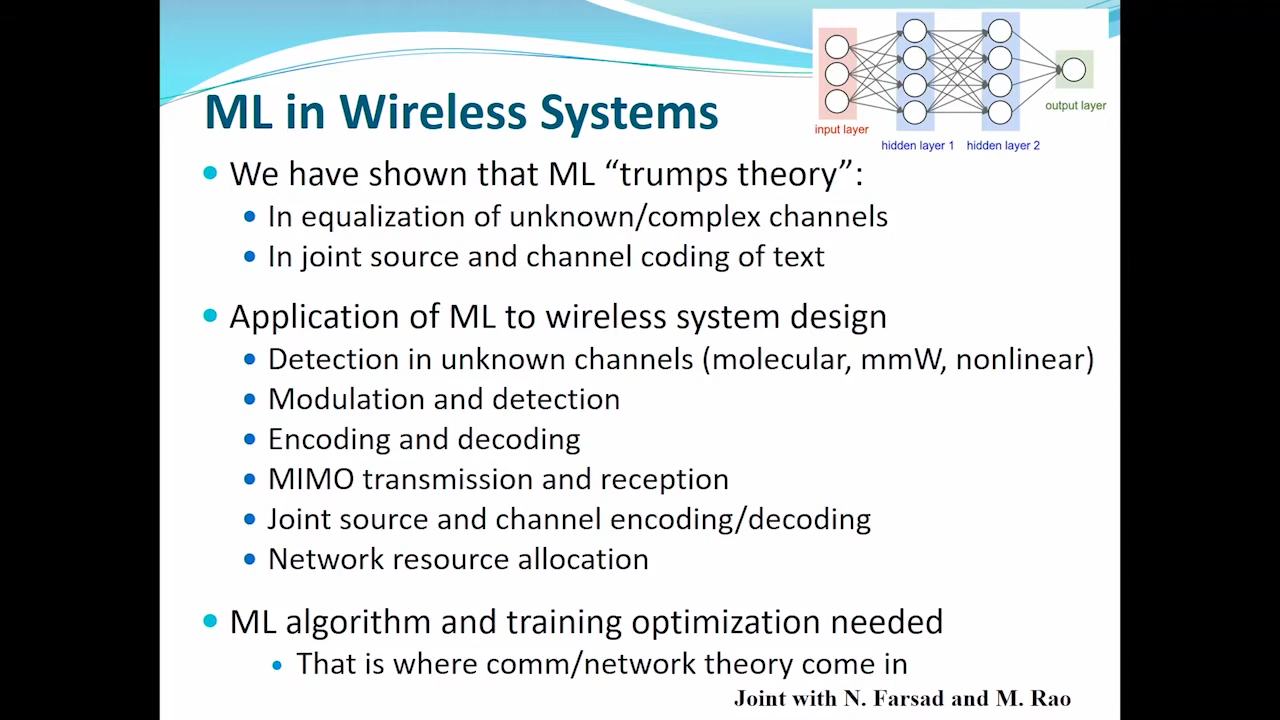 input layer
hidden layer 1
hidden layer 2
output layer
ML in Wireless Systems
• We have shown that ML “trumps theory”:
• In equalization of unknown/complex channels
• In joint source and channel coding of text
• Application of ML to wireless system design
• Detection in unknown channels (molecular, mmW, nonlinear)
• Modulation and detection
• Encoding and decoding
• MIMO transmission and reception
• Joint source and channel encoding/decoding
• Network resource allocation
• ML algorithm and training optimization needed
• That is where comm/network theory come in
Joint with N. Farsad and M. Rao